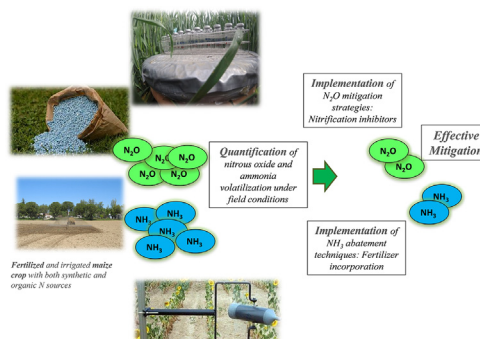 Implementation of
N₂O mitigation
strategies:
Nitrification inhibitors
Effective
Mitigation
N₂O
N₂O
N₂O
N₂O
N₂O
N₂O
N₂O
Quantification of
nitrous oxide and
ammonia
volatilization under
field conditions
NH₃
NH₃
NH₃
NH₃
NH₃
NH₃
NH₃
Implementation of
NH₃ abatement
techniques: Fertilizer
incorporation
Fertilized and irrigated maize
crop with both synthetic and
organic N sources